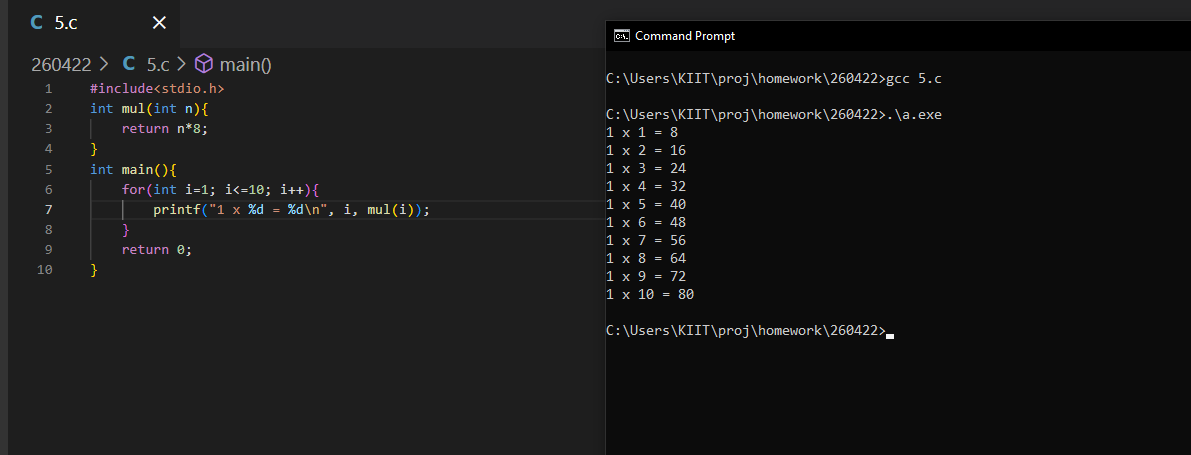 5.c
260422 > C 5.c > main()
1 #include<stdio.h>
2 int mul(int n){
3 return n*8;
4 }
5 int main(){
6 for(int i=1; i<=10; i++){
7 printf("1 x %d = %d\n", i, mul(i));
8 }
9 return 0;
10 }
Command Prompt
C:\Users\KIIT\proj\homework\260422>gcc 5.c
C:\Users\KIIT\proj\homework\260422>.\a.exe
1 x 1 = 8
1 x 2 = 16
1 x 3 = 24
1 x 4 = 32
1 x 5 = 40
1 x 6 = 48
1 x 7 = 56
1 x 8 = 64
1 x 9 = 72
1 x 10 = 80
C:\Users\KIIT\proj\homework\260422>